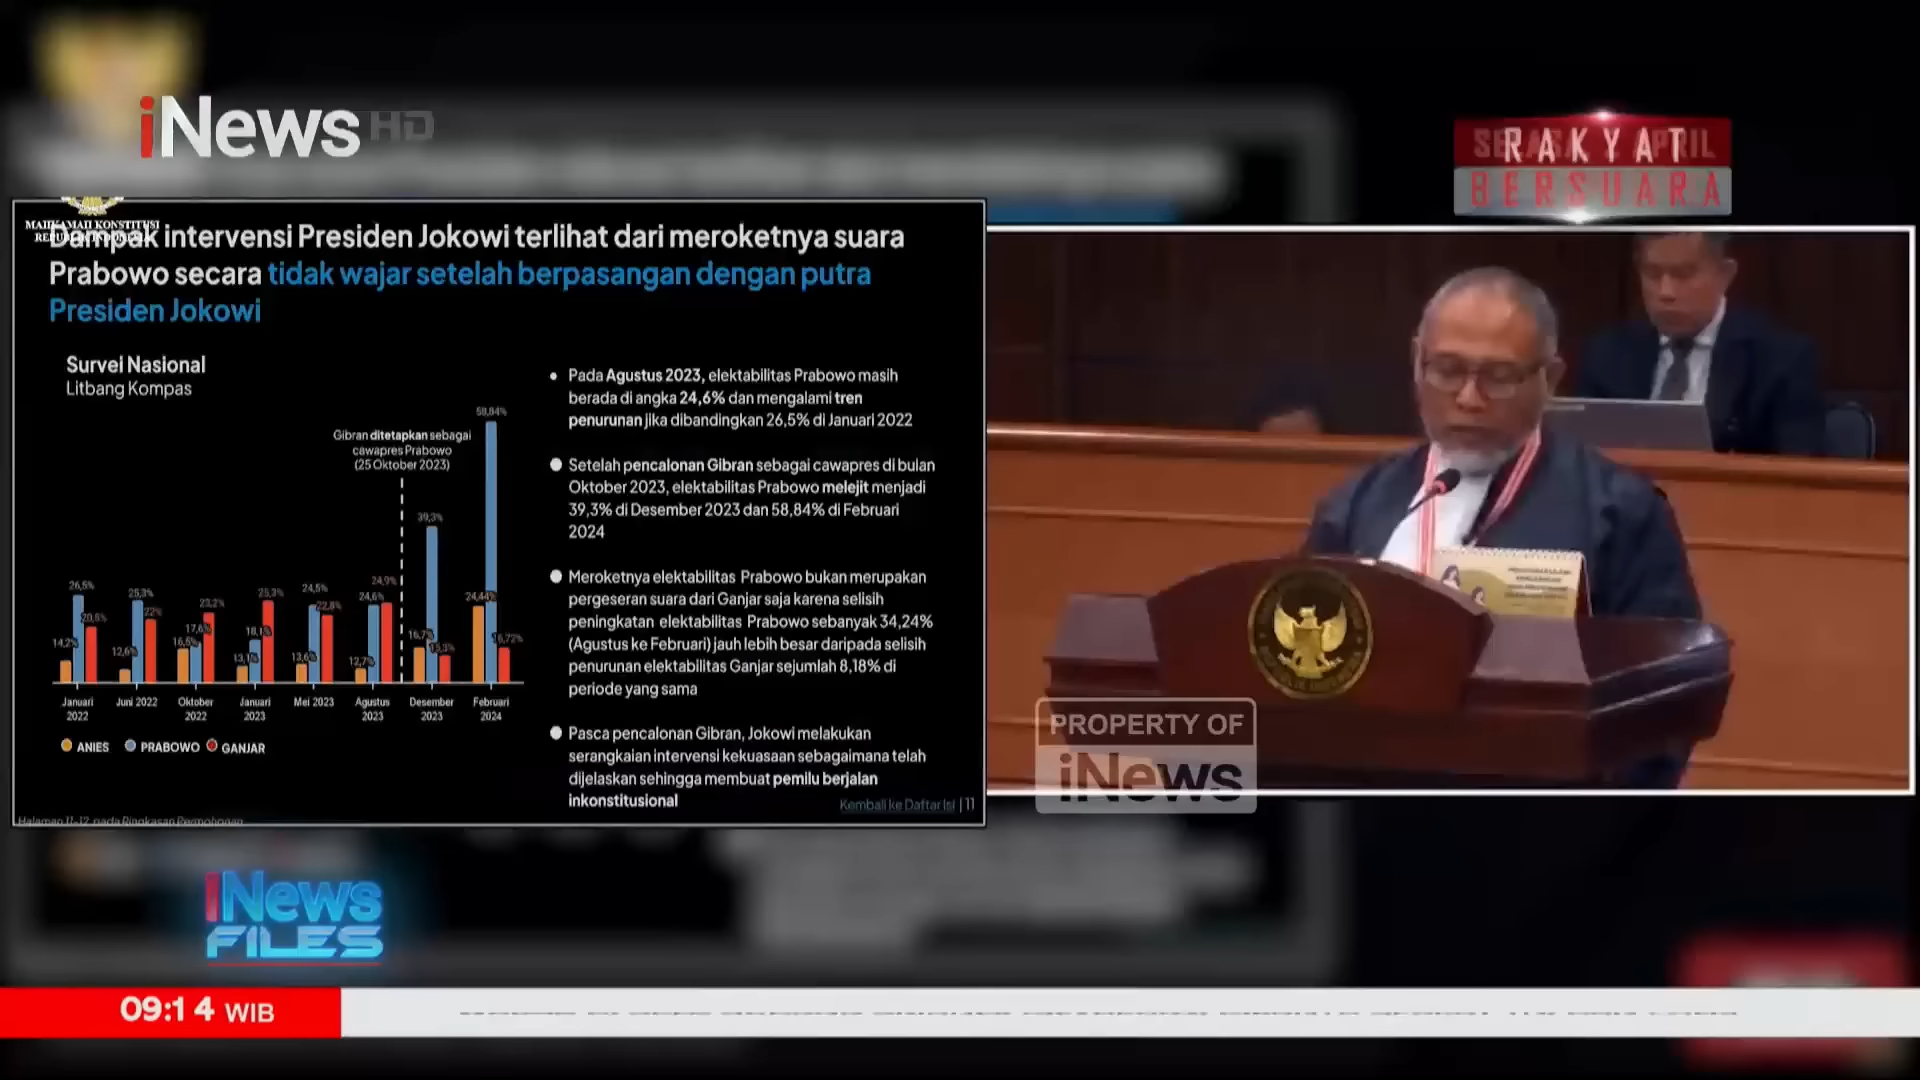 iNews HD
RAKYAT
BERSUARA
MAHKAMAH KONSTITUSI
REPUBLIK INDONESIA
Dampak intervensi Presiden Jokowi terlihat dari meroketnya suara
Prabowo secara tidak wajar setelah berpasangan dengan putra
Presiden Jokowi
Survei Nasional
Litbang Kompas
Gibran ditetapkan sebagai
cawapres Prabowo
(25 Oktober 2023)
58,84%
39,3%
26,5%
25,3%
23,2%
25,3%
24,5%
24,9%
24,6%
24,44%
14,2%
20,8%
12,6%
22%
16,5%
17,6%
13,1%
18,1%
13,6%
22,8%
12,7%
16,7%
15,3%
16,72%
Januari
2022
Juni 2022
Oktober
2022
Januari
2023
Mei 2023
Agustus
2023
Desember
2023
Februari
2024
ANIES PRABOWO GANJAR
• Pada Agustus 2023, elektabilitas Prabowo masih
berada di angka 24,6% dan mengalami tren
penurunan jika dibandingkan 26,5% di Januari 2022
● Setelah pencalonan Gibran sebagai cawapres di bulan
Oktober 2023, elektabilitas Prabowo melejit menjadi
39,3% di Desember 2023 dan 58,84% di Februari
2024
● Meroketnya elektabilitas Prabowo bukan merupakan
pergeseran suara dari Ganjar saja karena selisih
peningkatan elektabilitas Prabowo sebanyak 34,24%
(Agustus ke Februari) jauh lebih besar daripada selisih
penurunan elektabilitas Ganjar sejumlah 8,18% di
periode yang sama
● Pasca pencalonan Gibran, Jokowi melakukan
serangkaian intervensi kekuasaan sebagaimana telah
dijelaskan sehingga membuat pemilu berjalan
inkonstitusional
Kembali ke Daftar Isi | 11
Halaman 11-12, pada Ringkasan Permohonan
PROPERTY OF
iNews
iNews
FILES
09:14 WIB